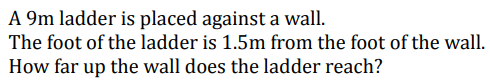 A 9m ladder is placed against a wall.
The foot of the ladder is 1.5m from the foot of the wall.
How far up the wall does the ladder reach?